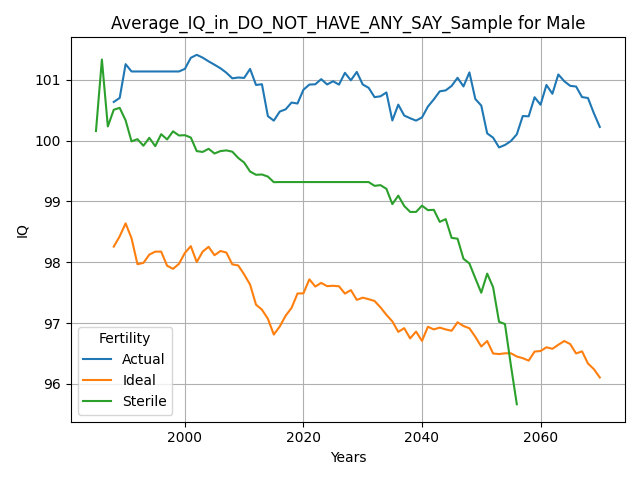 Average_IQ_in_DO_NOT_HAVE_ANY_SAY_Sample for Male
IQ
101
100
99
98
97
96
Fertility
Actual
Ideal
Sterile
2000 2020 2040 2060
Years